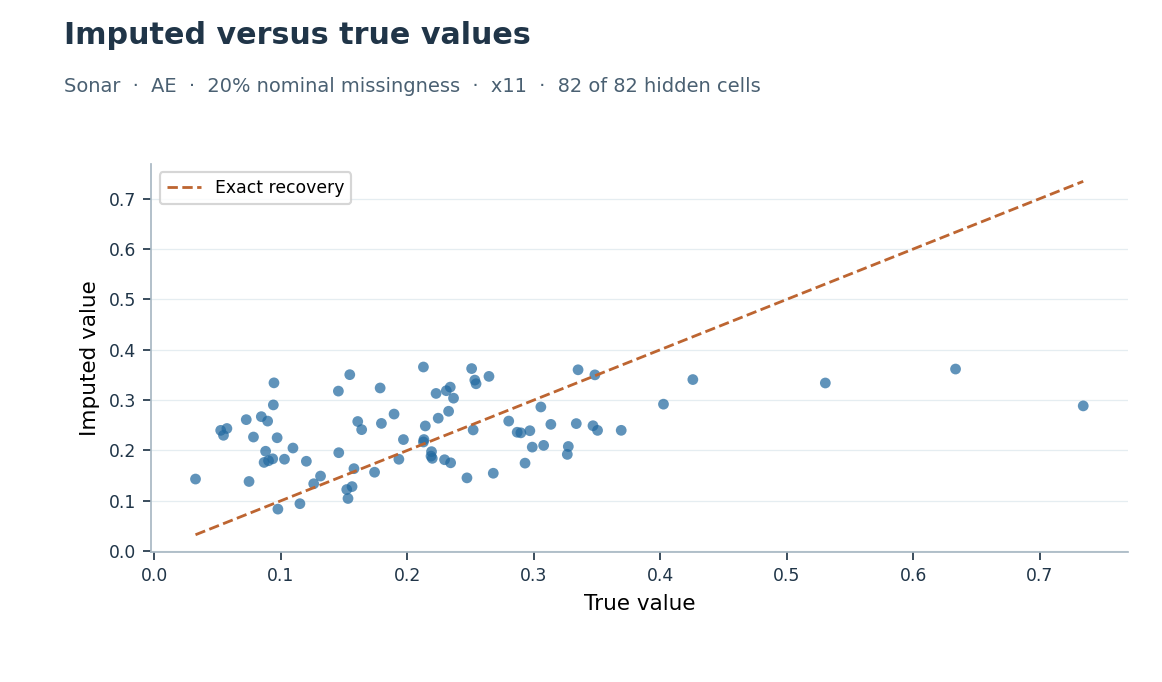 Imputed versus true values
Sonar · AE · 20% nominal missingness · x11 · 82 of 82 hidden cells
Exact recovery
Imputed value
0.7
0.6
0.5
0.4
0.3
0.2
0.1
0.0
0.0 0.1 0.2 0.3 0.4 0.5 0.6 0.7
True value